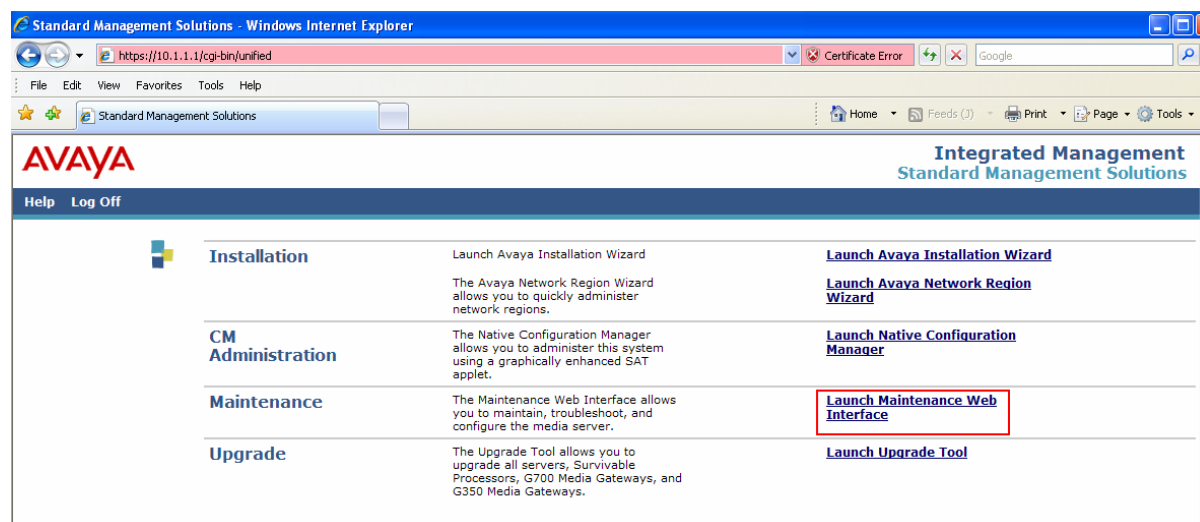 Standard Management Solutions - Windows Internet Explorer
https://10.1.1.1/cgi-bin/unified
Certificate Error
Google
File Edit View Favorites Tools Help
Standard Management Solutions
Home Feeds (J) Print Page Tools
AVAYA
Integrated Management
Standard Management Solutions
Help Log Off
Installation
Launch Avaya Installation Wizard
Launch Avaya Installation Wizard
The Avaya Network Region Wizard
allows you to quickly administer
network regions.
Launch Avaya Network Region
Wizard
CM
Administration
The Native Configuration Manager
allows you to administer this system
using a graphically enhanced SAT
applet.
Launch Native Configuration
Manager
Maintenance
The Maintenance Web Interface allows
you to maintain, troubleshoot, and
configure the media server.
Launch Maintenance Web
Interface
Upgrade
The Upgrade Tool allows you to
upgrade all servers, Survivable
Processors, G700 Media Gateways, and
G350 Media Gateways.
Launch Upgrade Tool